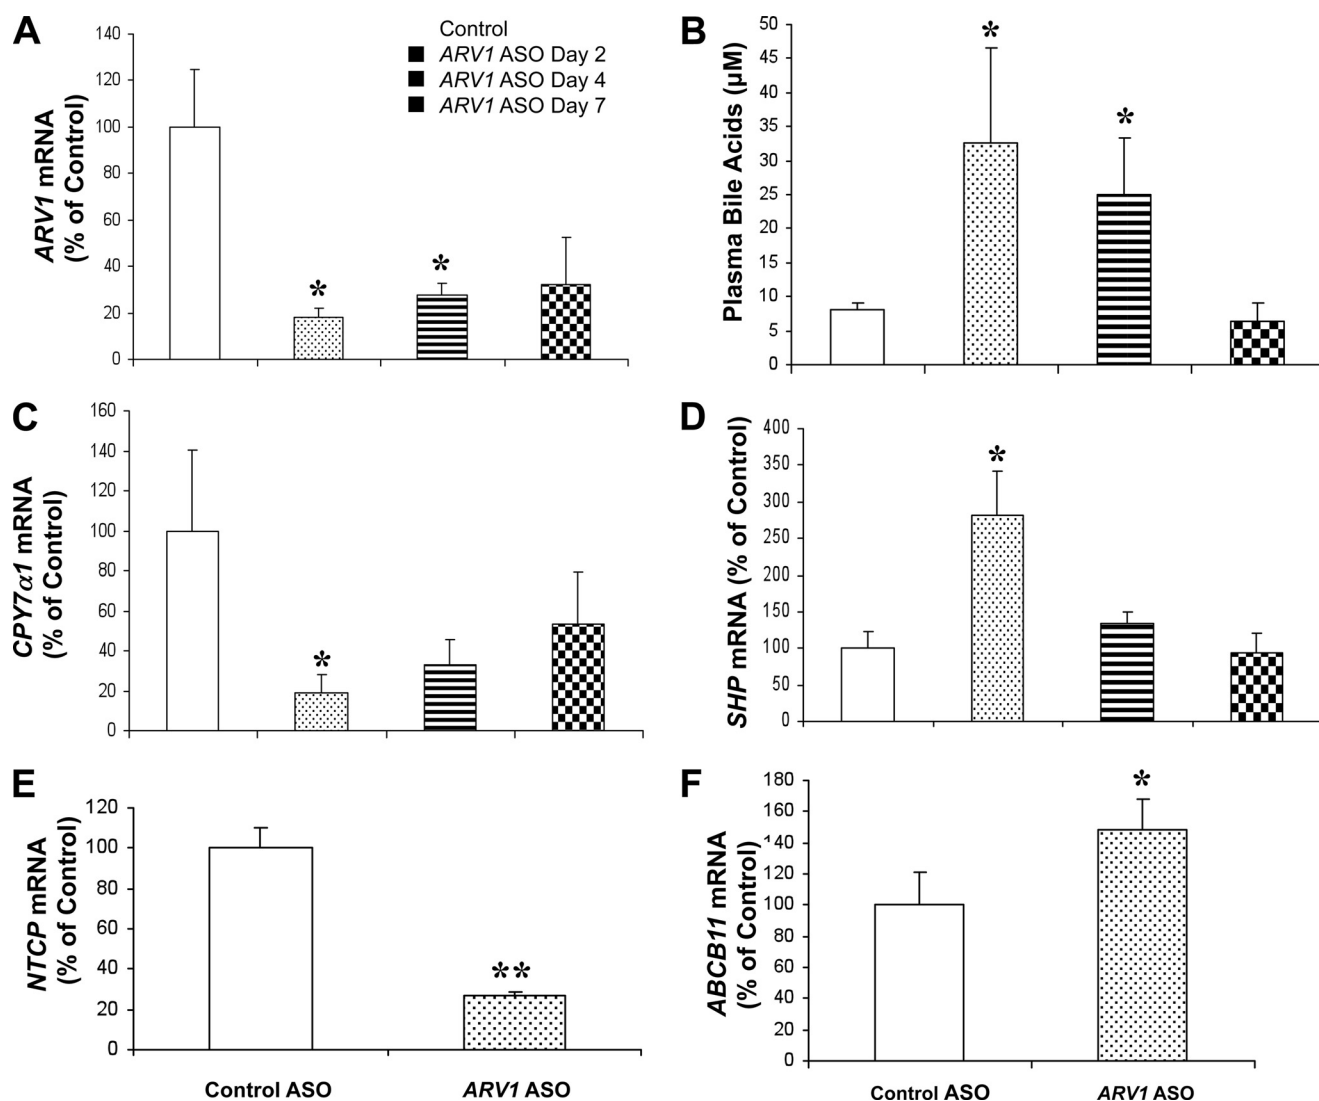 A
ARV1 mRNA
(% of Control)
140
120
100
80
60
40
20
0
*
*
Control
ARV1 ASO Day 2
ARV1 ASO Day 4
ARV1 ASO Day 7
B
Plasma Bile Acids (µM)
50
45
40
35
30
25
20
15
10
5
0
*
*
C
CPY7α1 mRNA
(% of Control)
160
140
120
100
80
60
40
20
0
*
D
SHP mRNA (% of Control)
400
350
300
250
200
150
100
50
0
*
E
NTCP mRNA
(% of Control)
120
100
80
60
40
20
0
**
Control ASO
ARV1 ASO
F
ABCB11 mRNA
(% of Control)
180
160
140
120
100
80
60
40
20
0
*
Control ASO
ARV1 ASO